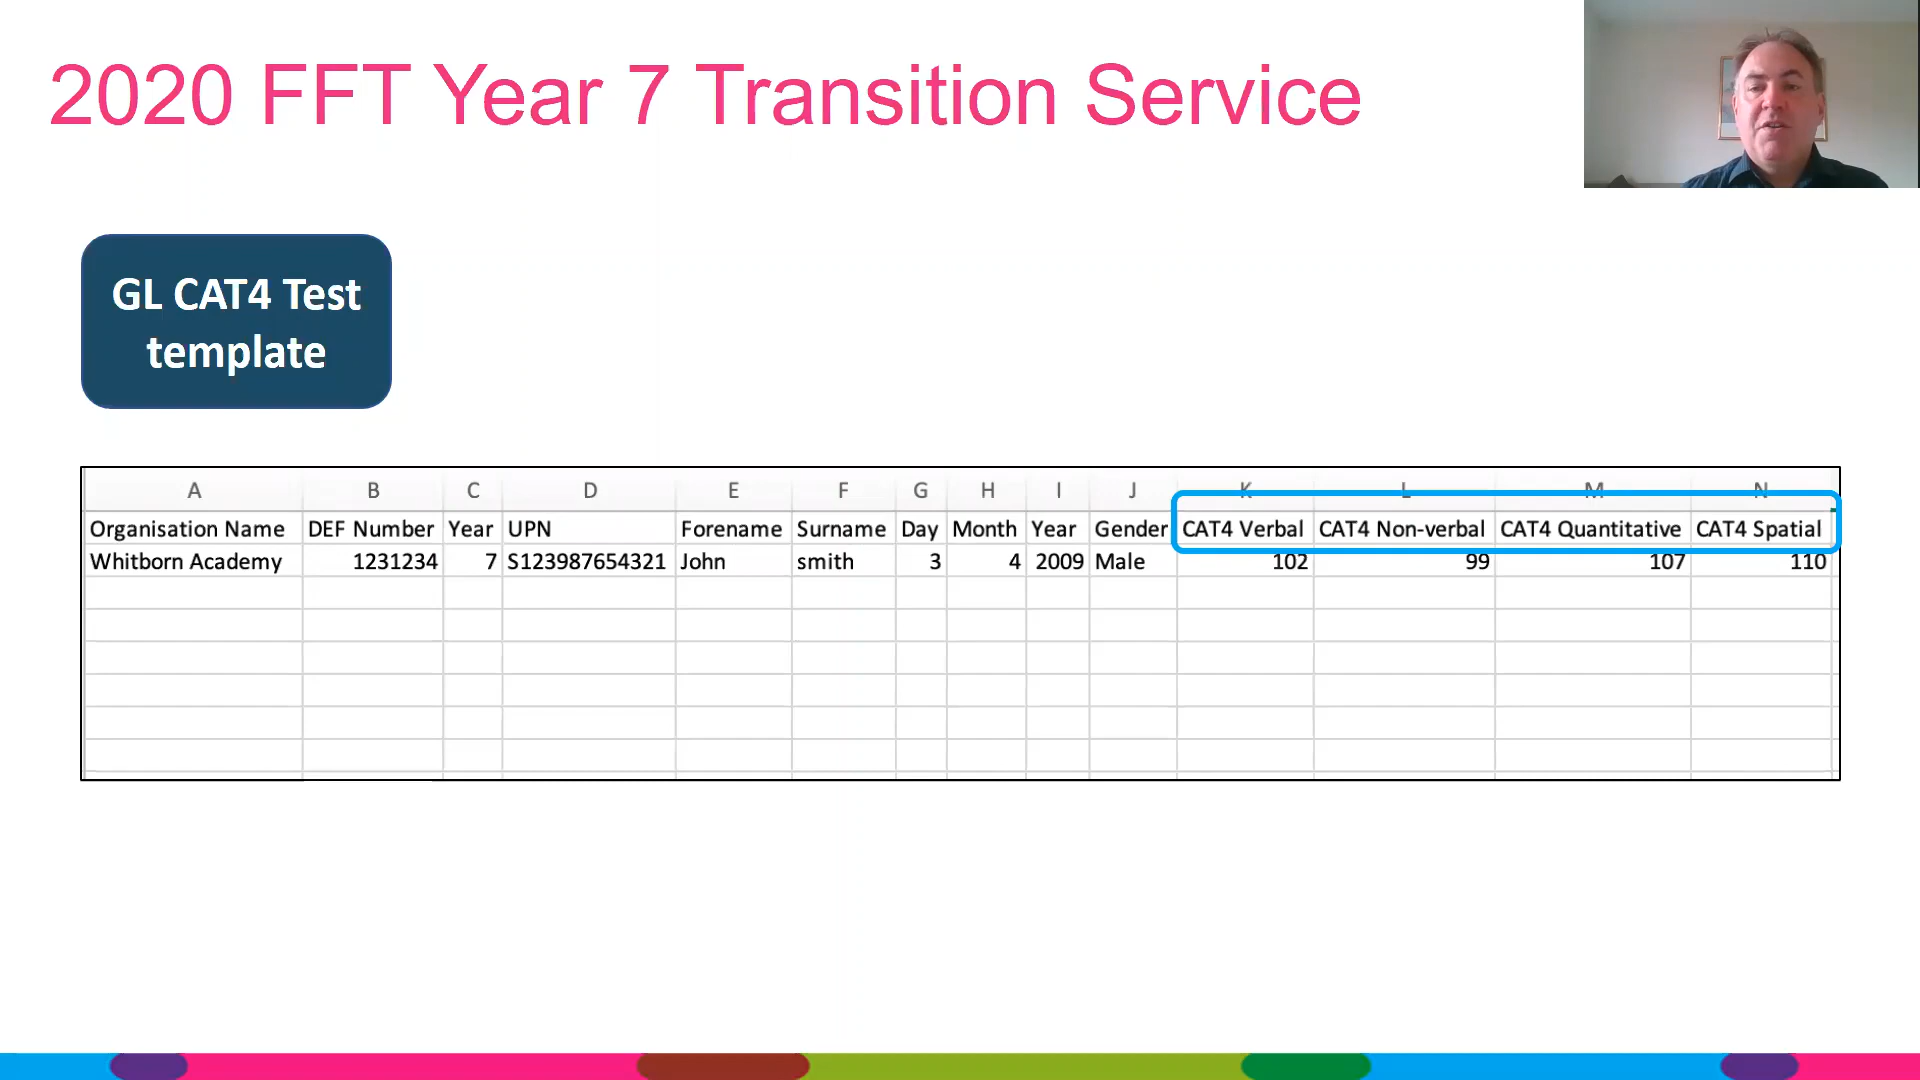 2020 FFT Year 7 Transition Service
GL CAT4 Test
template
A B C D E F G H I J K L M N
Organisation Name DEF Number Year UPN Forename Surname Day Month Year Gender CAT4 Verbal CAT4 Non-verbal CAT4 Quantitative CAT4 Spatial
Whitborn Academy 1231234 7 S123987654321 John smith 3 4 2009 Male 102 99 107 110